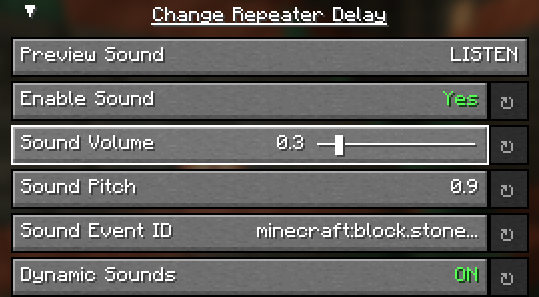 Change Repeater Delay
Preview Sound LISTEN
Enable Sound Yes
Sound Volume 0.3
Sound Pitch 0.9
Sound Event ID minecraft:block.stone...
Dynamic Sounds ON